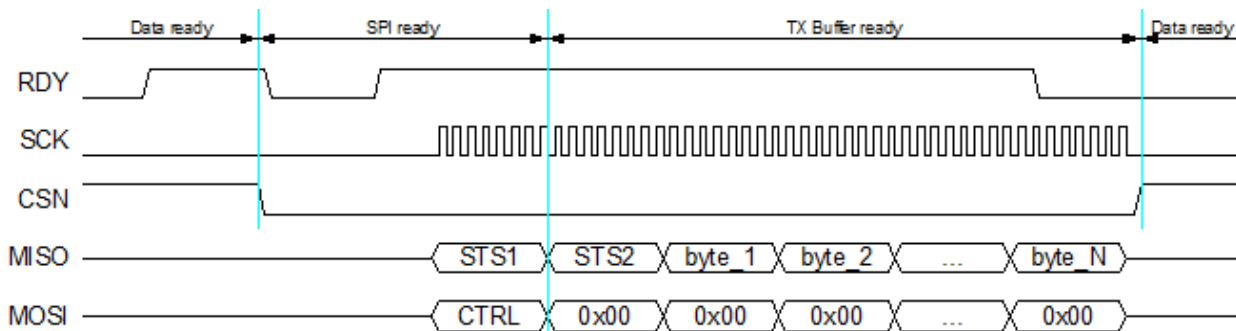 Data ready SPI ready TX Buffer ready Data ready
RDY
SCK
CSN
MISO STS1 STS2 byte_1 byte_2 ... byte_N
MOSI CTRL 0x00 0x00 0x00 ... 0x00